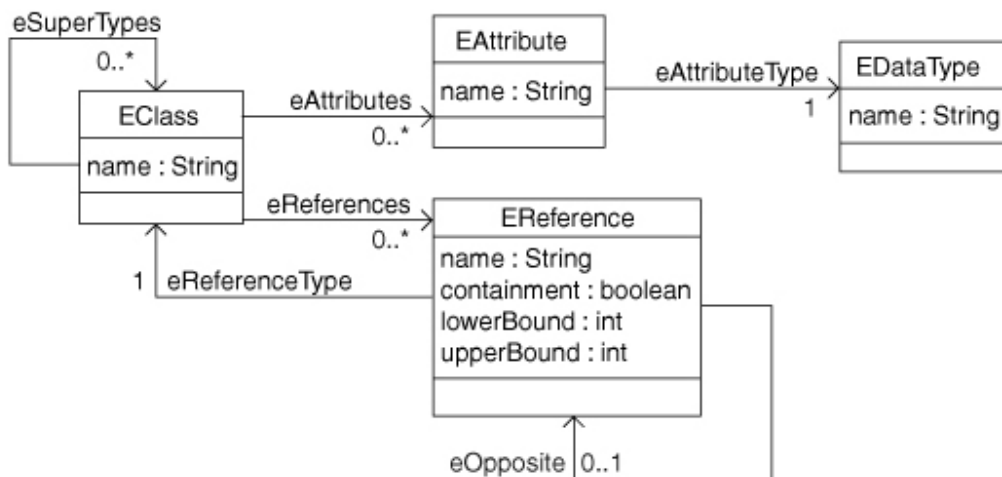 eSuperTypes
0..*
EClass
name : String
eAttributes
0..*
EAttribute
name : String
eAttributeType
1
EDataType
name : String
eReferences
0..*
1
eReferenceType
EReference
name : String
containment : boolean
lowerBound : int
upperBound : int
eOpposite
0..1